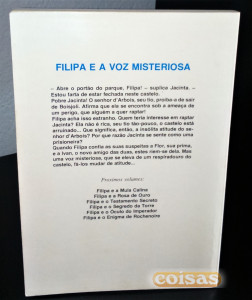 FILIPA E A VOZ MISTERIOSA
– Abre o portão do parque, Filipa! – suplica Jacinta. –
Estou farta de estar fechada neste castelo.
Pobre Jacinta! O senhor d'Arbois, seu tio, proíbe-a de sair
de Boisjoli. Afirma que ela se encontra sob a ameaça de um
perigo, que alguém a quer raptar!
Filipa acha isso estranho. Quem teria interesse em raptar
Jacinta? Ela não é rica, seu tio tão-pouco, o castelo está
arruinado... Que significa, então, a insólita atitude do se-
nhor d'Arbois? Por que razão Jacinta se sente como uma
prisioneira?
Quando Filipa confia as suas suspeitas a Flor, sua prima,
e a Ivan, o novo amigo das duas, estes riem-se dela. Mas
uma voz misteriosa, que se eleva de um respiradouro do
castelo, fá-los mudar de atitude...
Próximos volumes:
Filipa e a Mula Celina
Filipa e a Rosa de Ouro
Filipa e o Testamento Secreto
Filipa e o Segredo da Torre
Filipa e o Óculo do Imperador
Filipa e o Enigma de Rochenoire
coisas